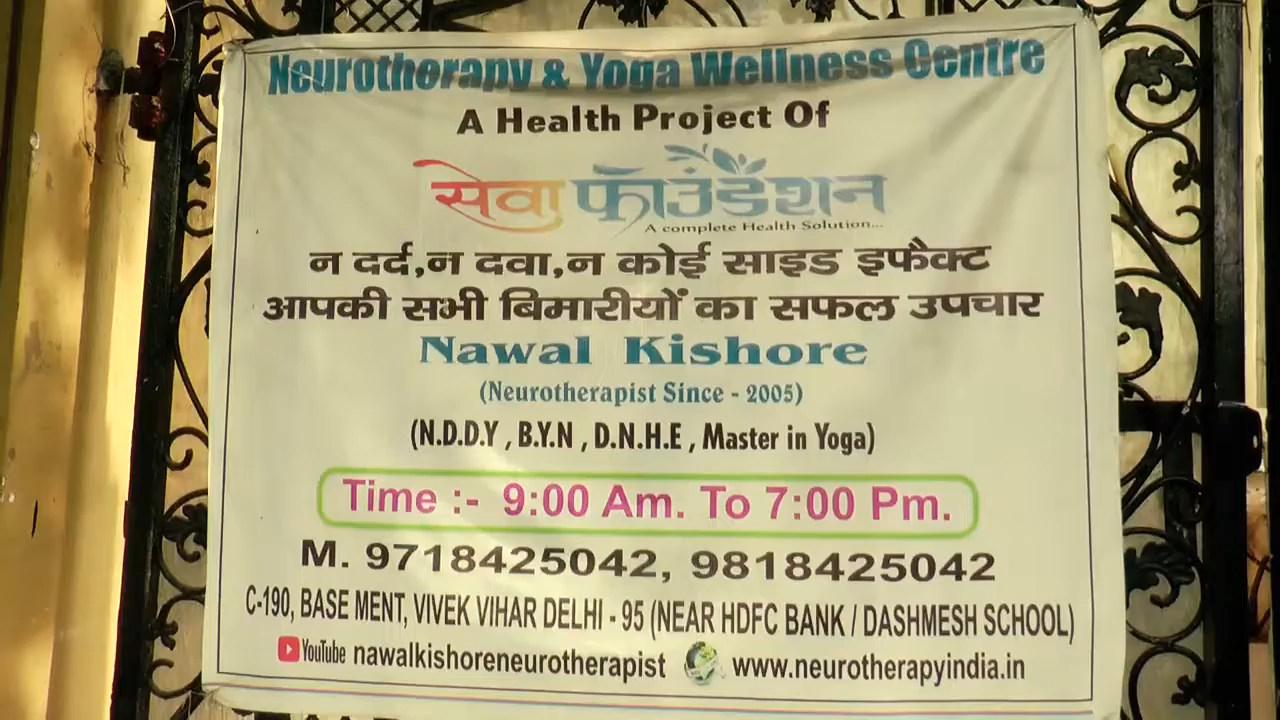 Neurotherapy & Yoga Wellness Centre
A Health Project Of
सेवा फॉउंडैशन
A complete Health Solution...
न दर्द,न दवा,न कोई साइड इफैक्ट
आपकी सभी बिमारीयों का सफल उपचार
Nawal Kishore
(Neurotherapist Since - 2005)
(N.D.D.Y , B.Y.N , D.N.H.E , Master in Yoga)
Time :- 9:00 Am. To 7:00 Pm.
M. 9718425042, 9818425042
C-190, BASE MENT, VIVEK VIHAR DELHI - 95 (NEAR HDFC BANK / DASHMESH SCHOOL)
YouTube nawalkishoreneurotherapist www.neurotherapyindia.in